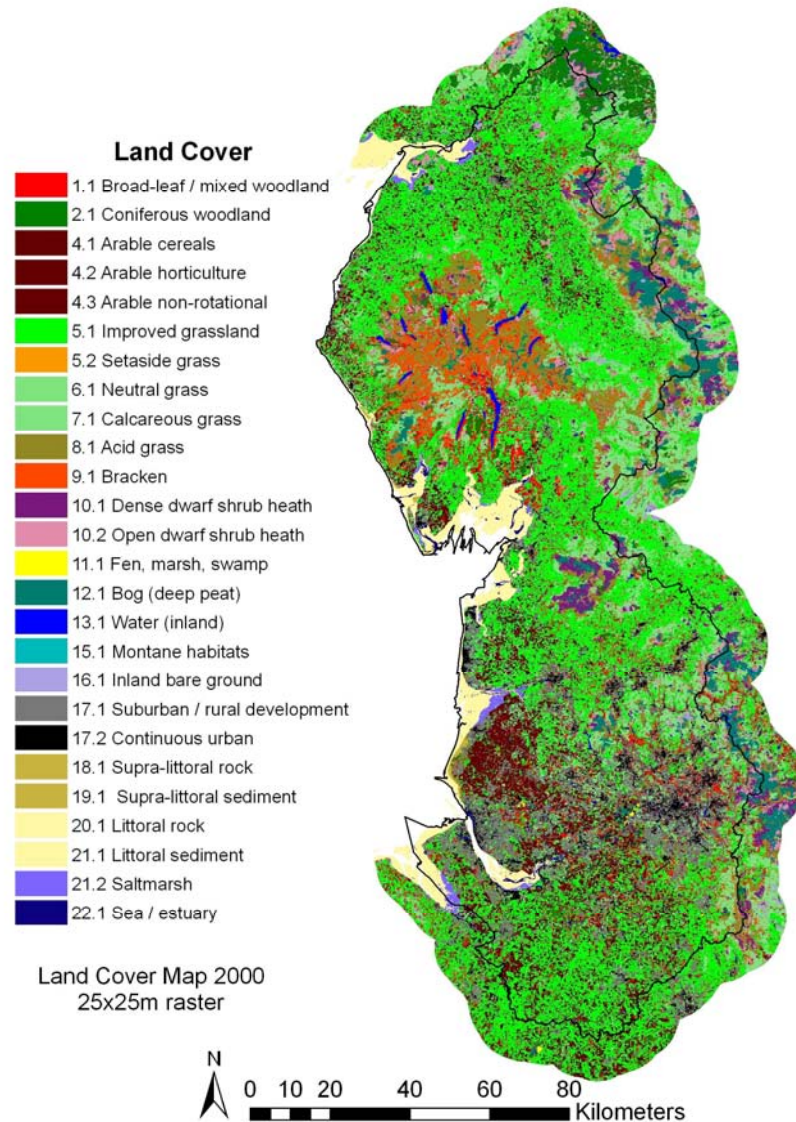 Land Cover
1.1 Broad-leaf / mixed woodland
2.1 Coniferous woodland
4.1 Arable cereals
4.2 Arable horticulture
4.3 Arable non-rotational
5.1 Improved grassland
5.2 Setaside grass
6.1 Neutral grass
7.1 Calcareous grass
8.1 Acid grass
9.1 Bracken
10.1 Dense dwarf shrub heath
10.2 Open dwarf shrub heath
11.1 Fen, marsh, swamp
12.1 Bog (deep peat)
13.1 Water (inland)
15.1 Montane habitats
16.1 Inland bare ground
17.1 Suburban / rural development
17.2 Continuous urban
18.1 Supra-littoral rock
19.1 Supra-littoral sediment
20.1 Littoral rock
21.1 Littoral sediment
21.2 Saltmarsh
22.1 Sea / estuary
Land Cover Map 2000
25x25m raster
N
0 10 20 40 60 80
Kilometers